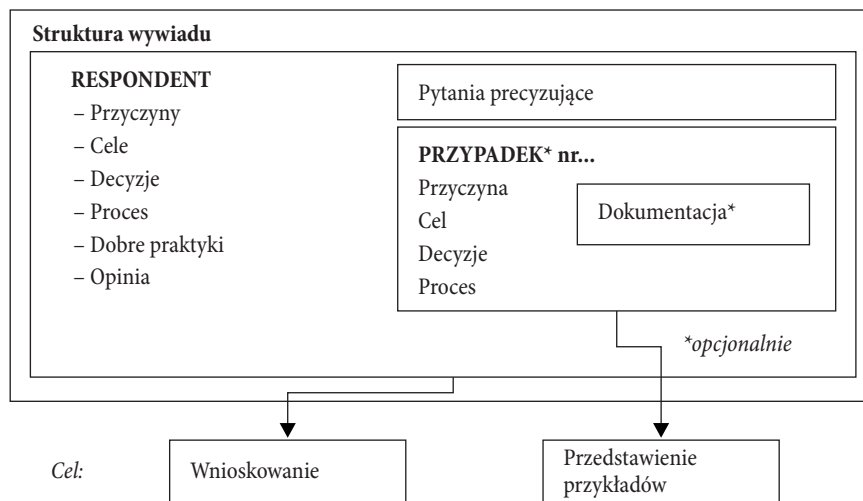 Struktura wywiadu
RESPONDENT
– Przyczyny
– Cele
– Decyzje
– Proces
– Dobre praktyki
– Opinia
Pytania precyzujące
PRZYPADEK* nr...
Przyczyna
Cel
Decyzje
Proces
Dokumentacja*
*opcjonalnie
Cel:
Wnioskowanie
Przedstawienie
przykładów